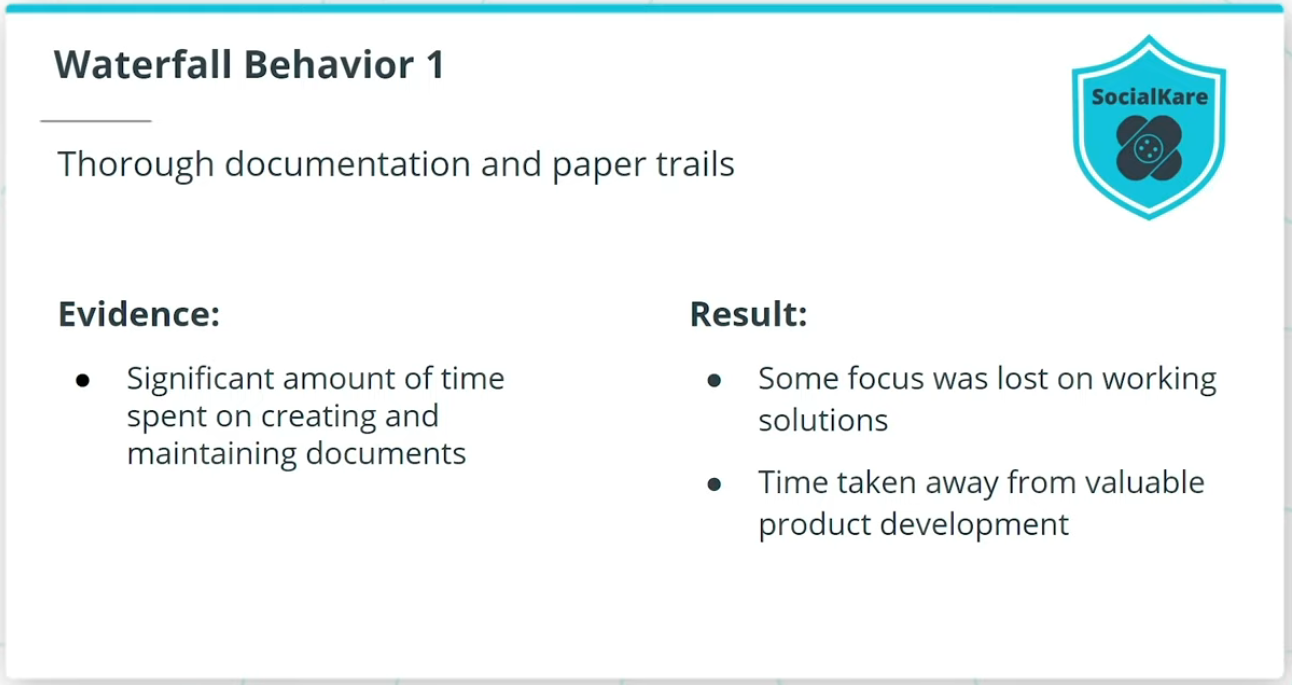 Waterfall Behavior 1
SocialKare
Thorough documentation and paper trails
Evidence:
● Significant amount of time
spent on creating and
maintaining documents
Result:
● Some focus was lost on working
solutions
● Time taken away from valuable
product development